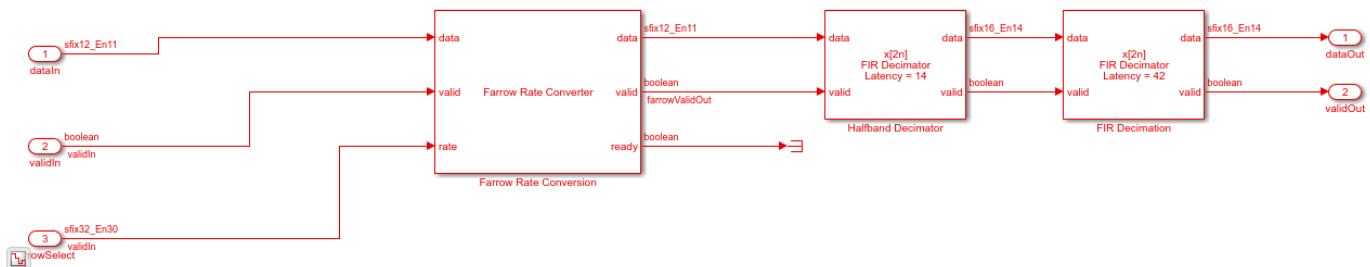 sfix12_En11
1
dataIn
boolean
2
validIn
validIn
sfix32_En30
3
validIn
rowSelect
data
valid
rate
Farrow Rate Converter
data
valid
ready
Farrow Rate Conversion
sfix12_En11
boolean
farrowValidOut
boolean
data
valid
x[2n]
FIR Decimator
Latency = 14
data
valid
Halfband Decimator
sfix16_En14
boolean
data
valid
x[2n]
FIR Decimator
Latency = 42
data
valid
FIR Decimation
sfix16_En14
boolean
1
dataOut
2
validOut